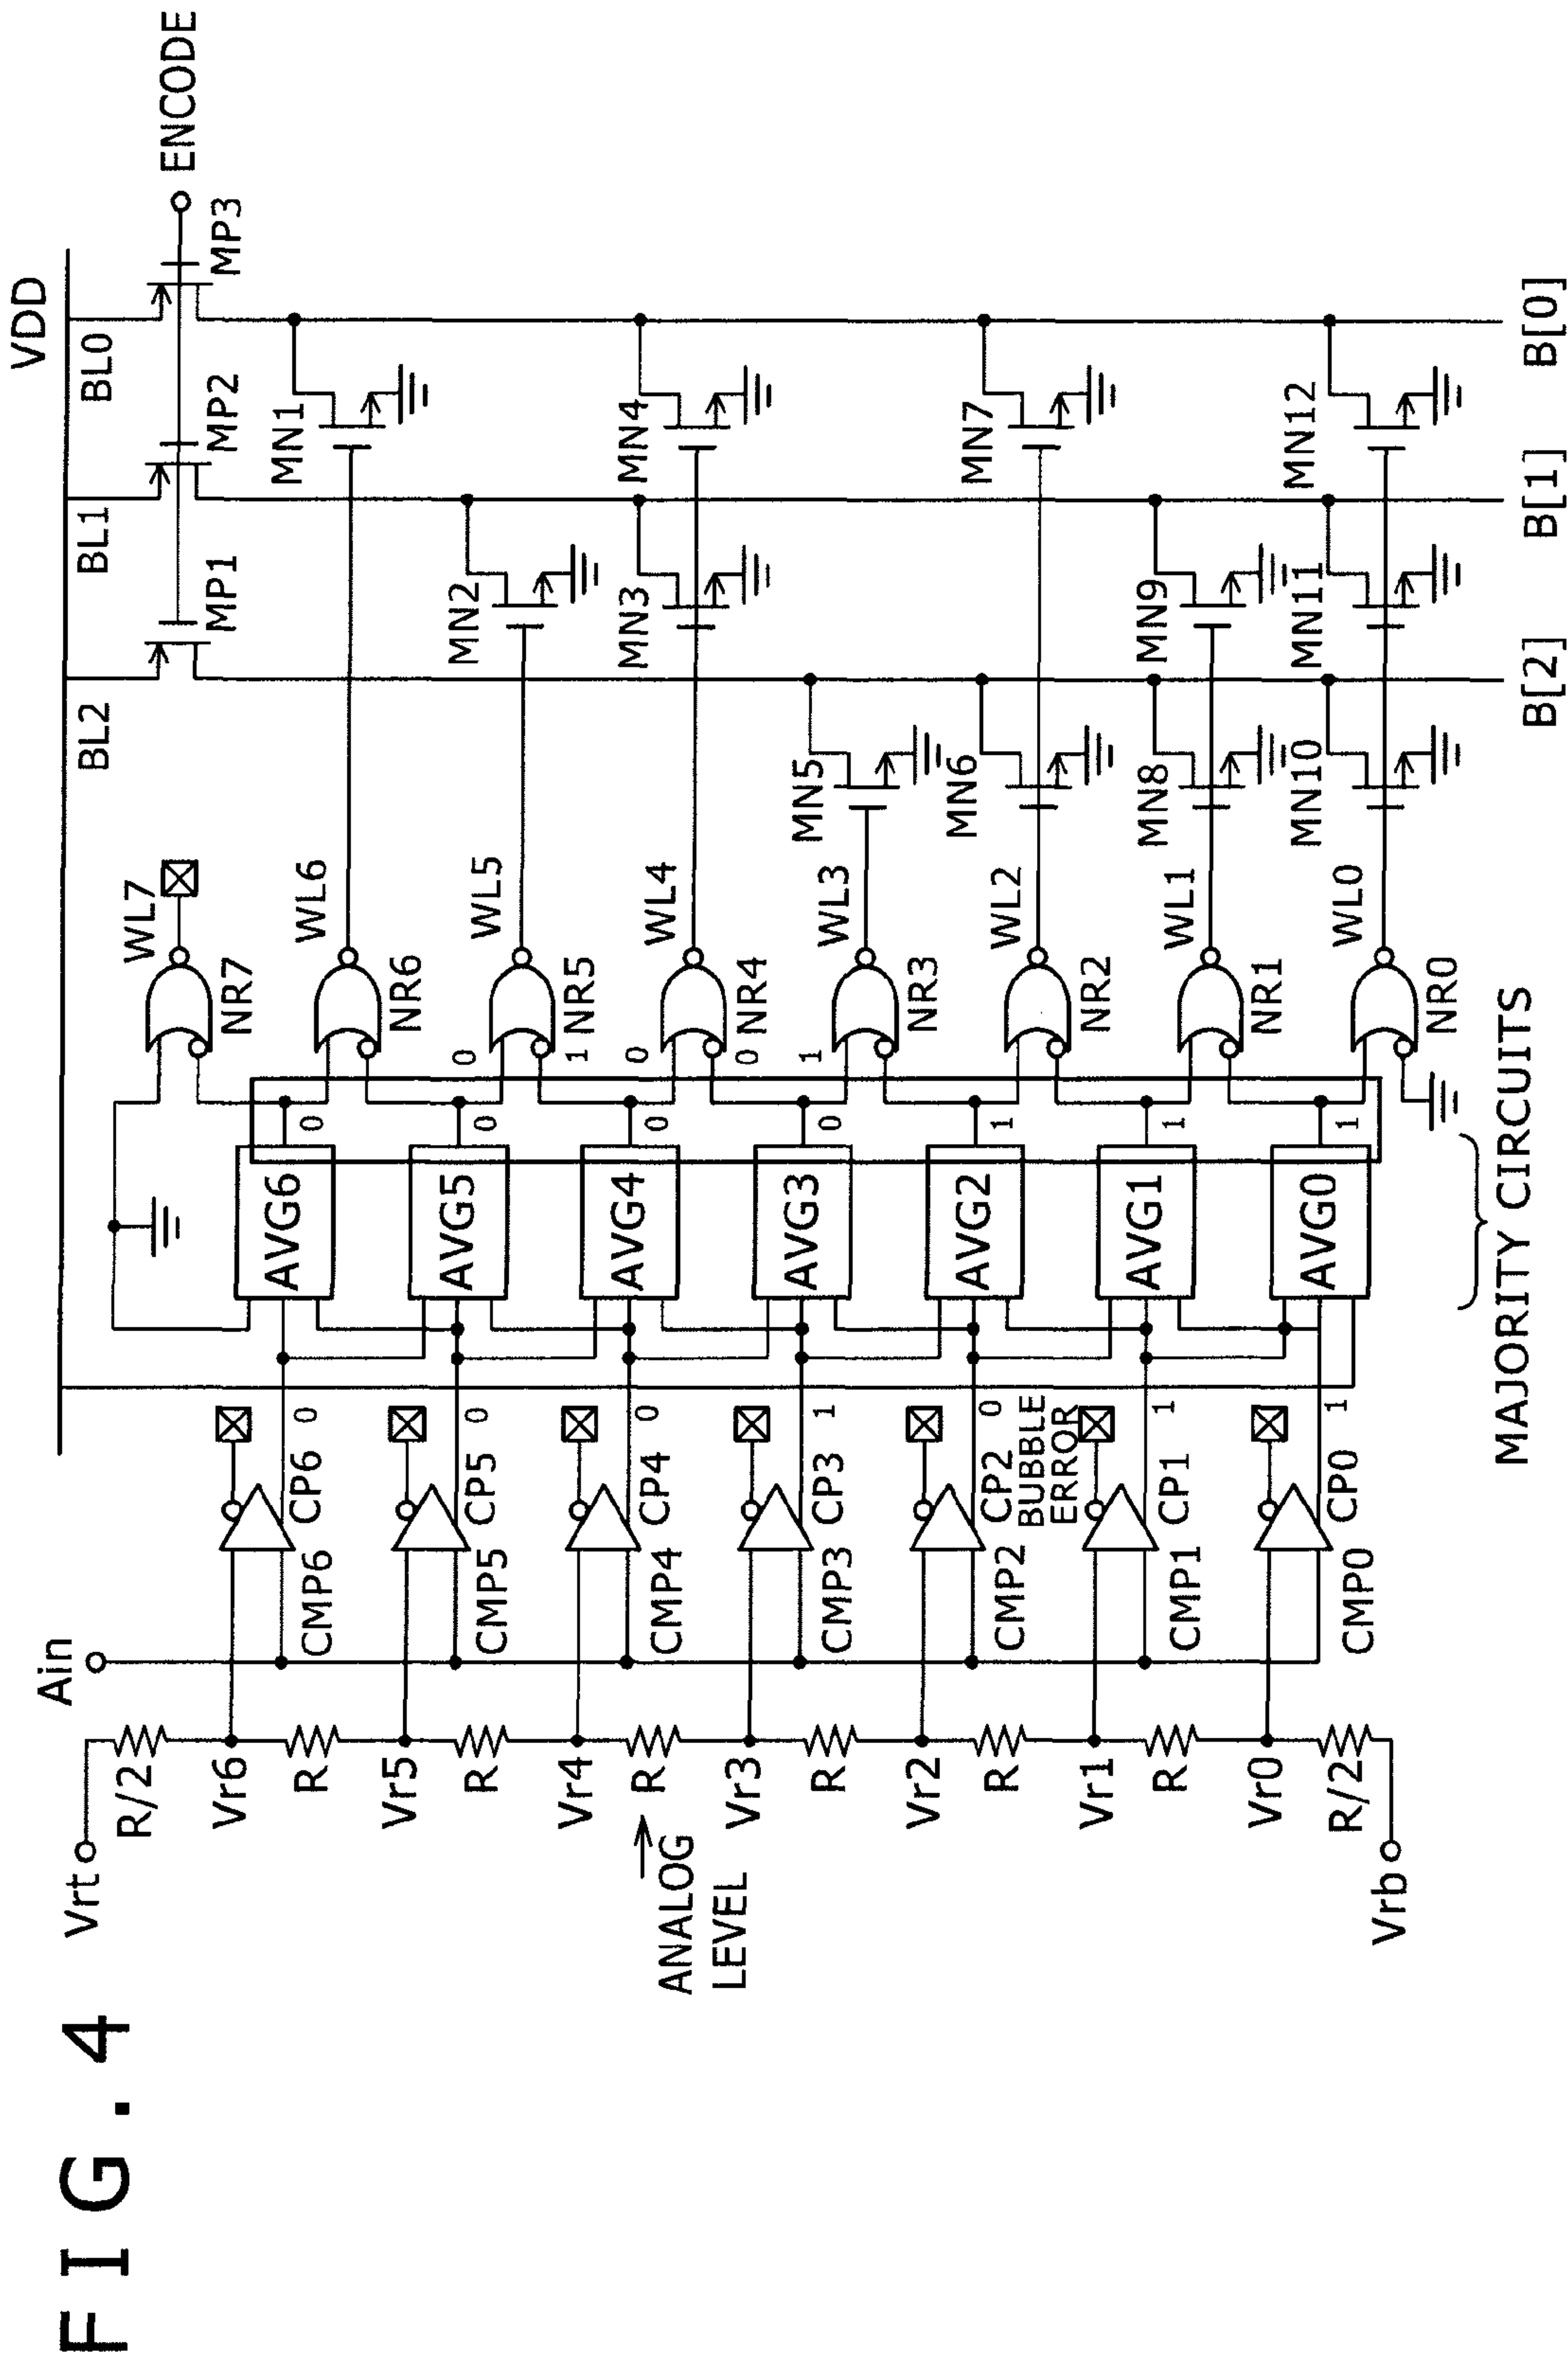 FIG.4
Vrt
R/2
Vr6
R
Vr5
R
Vr4
R
Vr3
R
Vr2
R
Vr1
R
Vr0
R/2
Vrb
ANALOG
LEVEL
Ain
CMP6
CMP5
CMP4
CMP3
CMP2
CMP1
CMP0
CP6
CP5
CP4
CP3
CP2
CP1
CP0
BUBBLE
ERROR
0
0
0
1
0
1
1
AVG6
AVG5
AVG4
AVG3
AVG2
AVG1
AVG0
MAJORITY CIRCUITS
0
0
0
0
1
1
1
0
1
0
0
1
NR7
NR6
NR5
NR4
NR3
NR2
NR1
NR0
WL7
WL6
WL5
WL4
WL3
WL2
WL1
WL0
BL2
BL1
BL0
VDD
MP1
MP2
MP3
ENCODE
MN1
MN2
MN3
MN4
MN5
MN6
MN7
MN8
MN9
MN10
MN11
MN12
B[2]
B[1]
B[0]